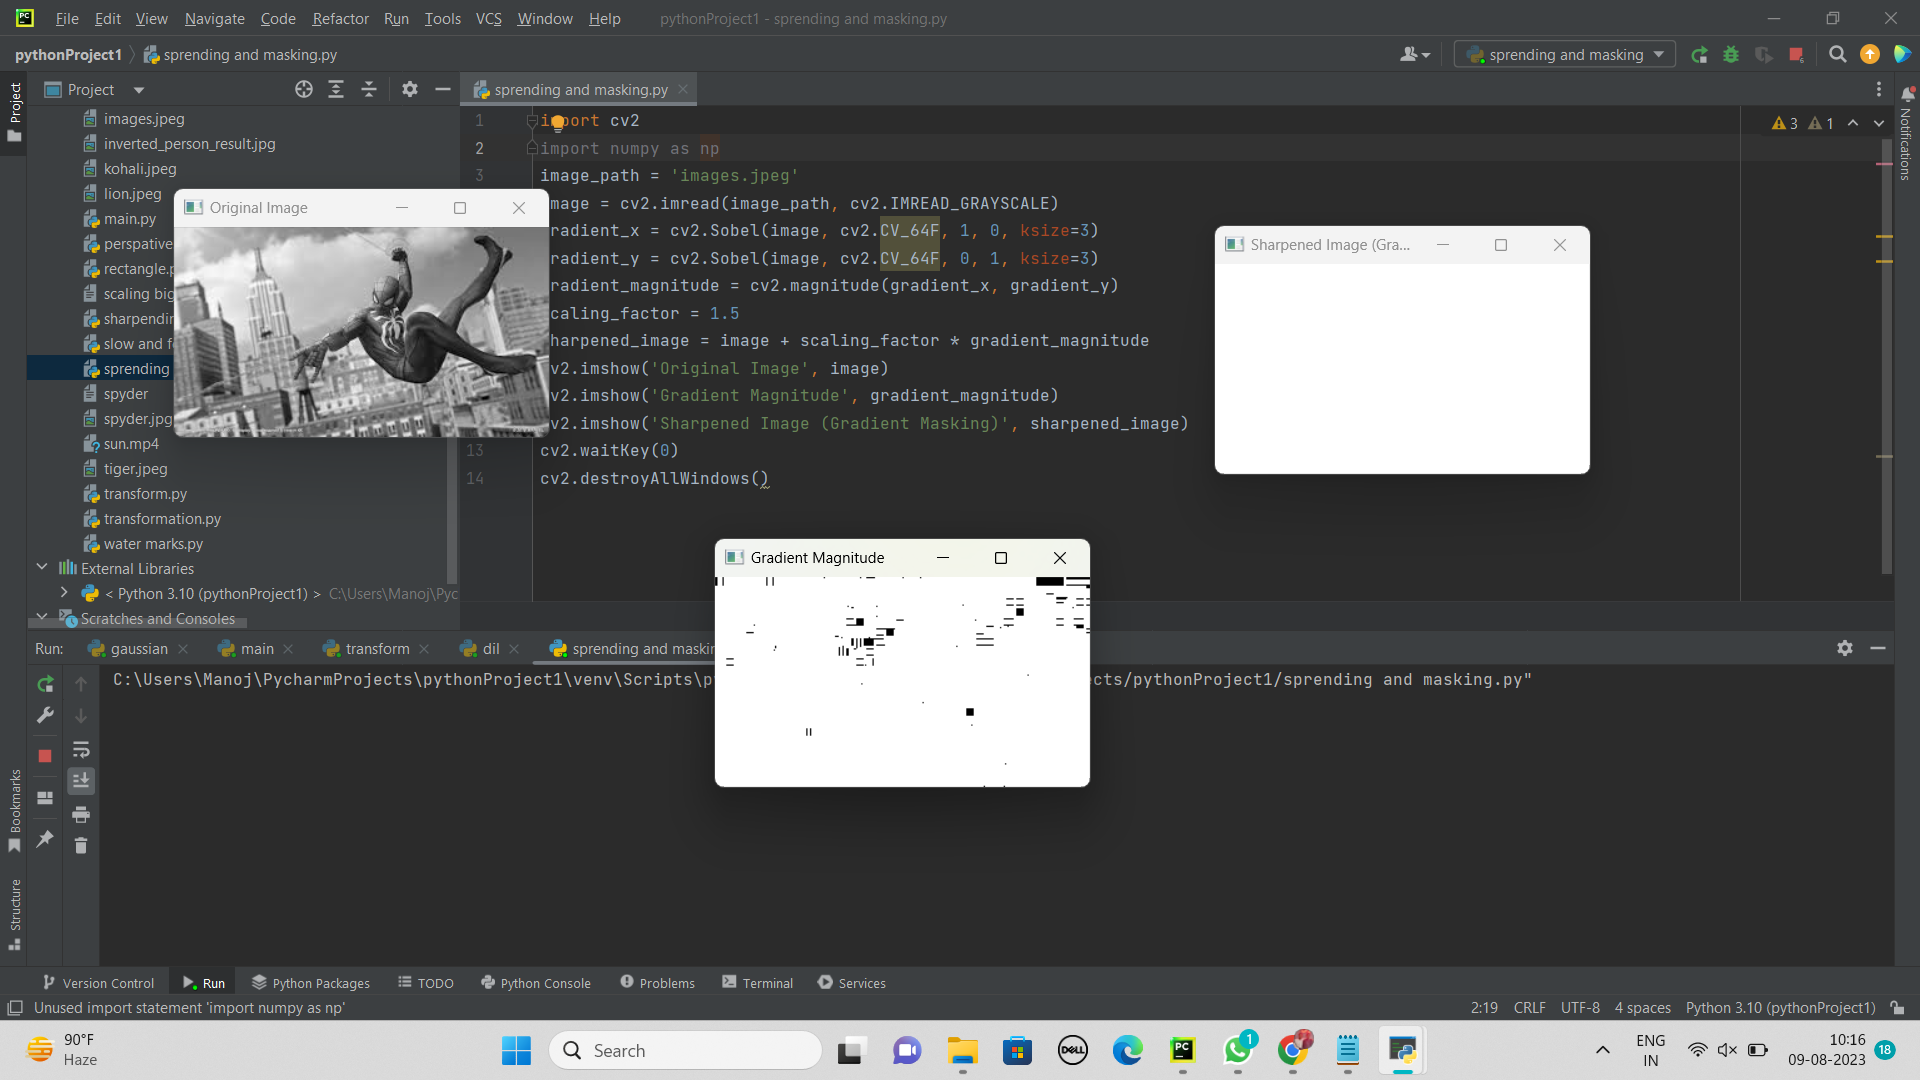 File Edit View Navigate Code Refactor Run Tools VCS Window Help pythonProject1 - sprending and masking.py
pythonProject1 sprending and masking.py sprending and masking
Project
sprending and masking.py
Project
images.jpeg
inverted_person_result.jpg
kohali.jpeg
lion.jpeg
main.py
perspative
rectangle.p
scaling big
sharpendin
slow and f
sprending
spyder
spyder.jpg
sun.mp4
tiger.jpeg
transform.py
transformation.py
water marks.py
External Libraries
< Python 3.10 (pythonProject1) > C:\Users\Manoj\Pyc
Scratches and Consoles
1 import cv2
2 import numpy as np
3 image_path = 'images.jpeg'
mage = cv2.imread(image_path, cv2.IMREAD_GRAYSCALE)
radient_x = cv2.Sobel(image, cv2.CV_64F, 1, 0, ksize=3)
radient_y = cv2.Sobel(image, cv2.CV_64F, 0, 1, ksize=3)
radient_magnitude = cv2.magnitude(gradient_x, gradient_y)
caling_factor = 1.5
harpened_image = image + scaling_factor * gradient_magnitude
v2.imshow('Original Image', image)
v2.imshow('Gradient Magnitude', gradient_magnitude)
v2.imshow('Sharpened Image (Gradient Masking)', sharpened_image)
13 cv2.waitKey(0)
14 cv2.destroyAllWindows()
3 1
Notifications
Original Image
Sharpened Image (Gra...
Gradient Magnitude
Run: gaussian main transform dil sprending and maskin
C:\Users\Manoj\PycharmProjects\pythonProject1\venv\Scripts\p
cts/pythonProject1/sprending and masking.py"
Bookmarks
Structure
Version Control Run Python Packages TODO Python Console Problems Terminal Services
Unused import statement 'import numpy as np' 2:19 CRLF UTF-8 4 spaces Python 3.10 (pythonProject1)
90°F
Haze
Search
DELL
PC
1
ENG
IN
10:16
09-08-2023
18